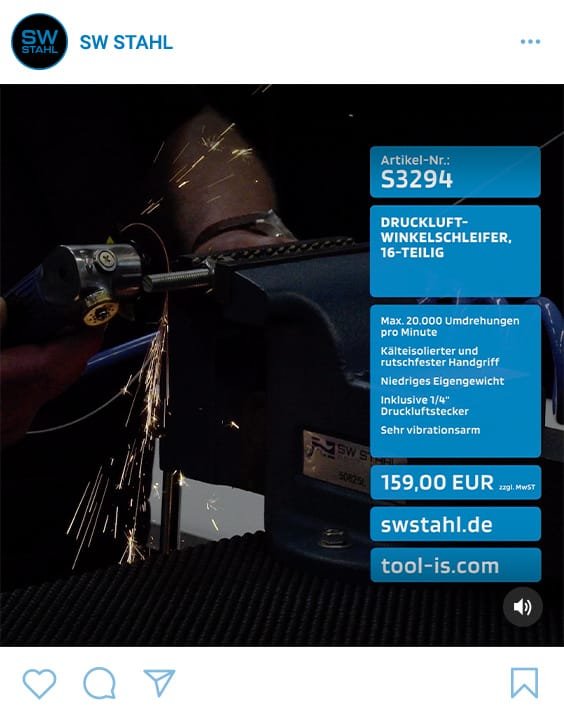 SW
STAHL
SW STAHL
Artikel-Nr.:
S3294
DRUCKLUFT-
WINKELSCHLEIFER,
16-TEILIG
Max. 20.000 Umdrehungen
pro Minute
Kälteisolierter und
rutschfester Handgriff
Niedriges Eigengewicht
Inklusive 1/4"
Druckluftstecker
Sehr vibrationsarm
SW STAHL
159,00 EUR zzgl. MwST
swstahl.de
tool-is.com